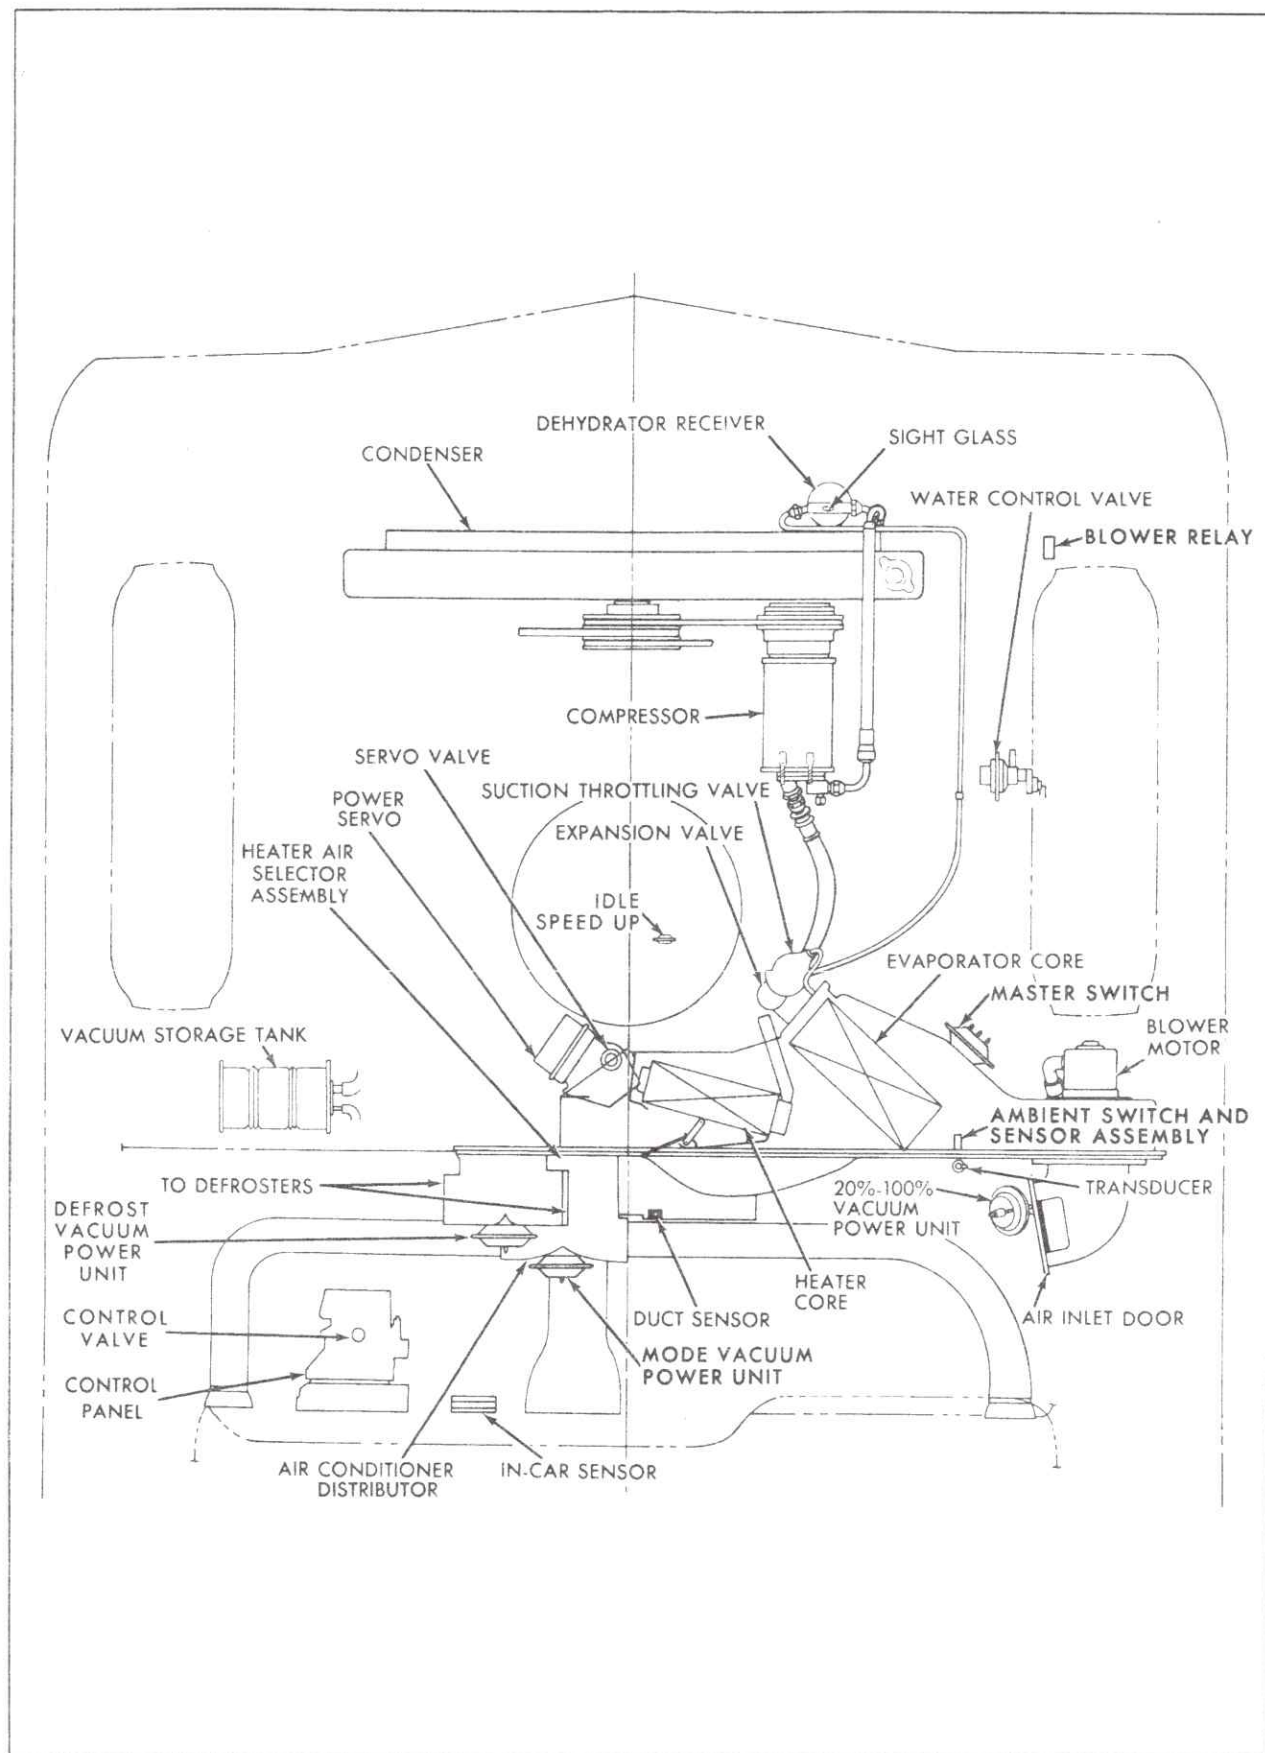 DEHYDRATOR RECEIVER
SIGHT GLASS
CONDENSER
WATER CONTROL VALVE
BLOWER RELAY
COMPRESSOR
SERVO VALVE
SUCTION THROTTLING VALVE
POWER
SERVO
EXPANSION VALVE
HEATER AIR
SELECTOR
ASSEMBLY
IDLE
SPEED UP
EVAPORATOR CORE
MASTER SWITCH
VACUUM STORAGE TANK
BLOWER
MOTOR
AMBIENT SWITCH AND
SENSOR ASSEMBLY
TO DEFROSTERS
20%-100%
VACUUM
POWER UNIT
TRANSDUCER
DEFROST
VACUUM
POWER
UNIT
HEATER
CORE
CONTROL
VALVE
DUCT SENSOR
AIR INLET DOOR
MODE VACUUM
POWER UNIT
CONTROL
PANEL
AIR CONDITIONER
DISTRIBUTOR
IN-CAR SENSOR